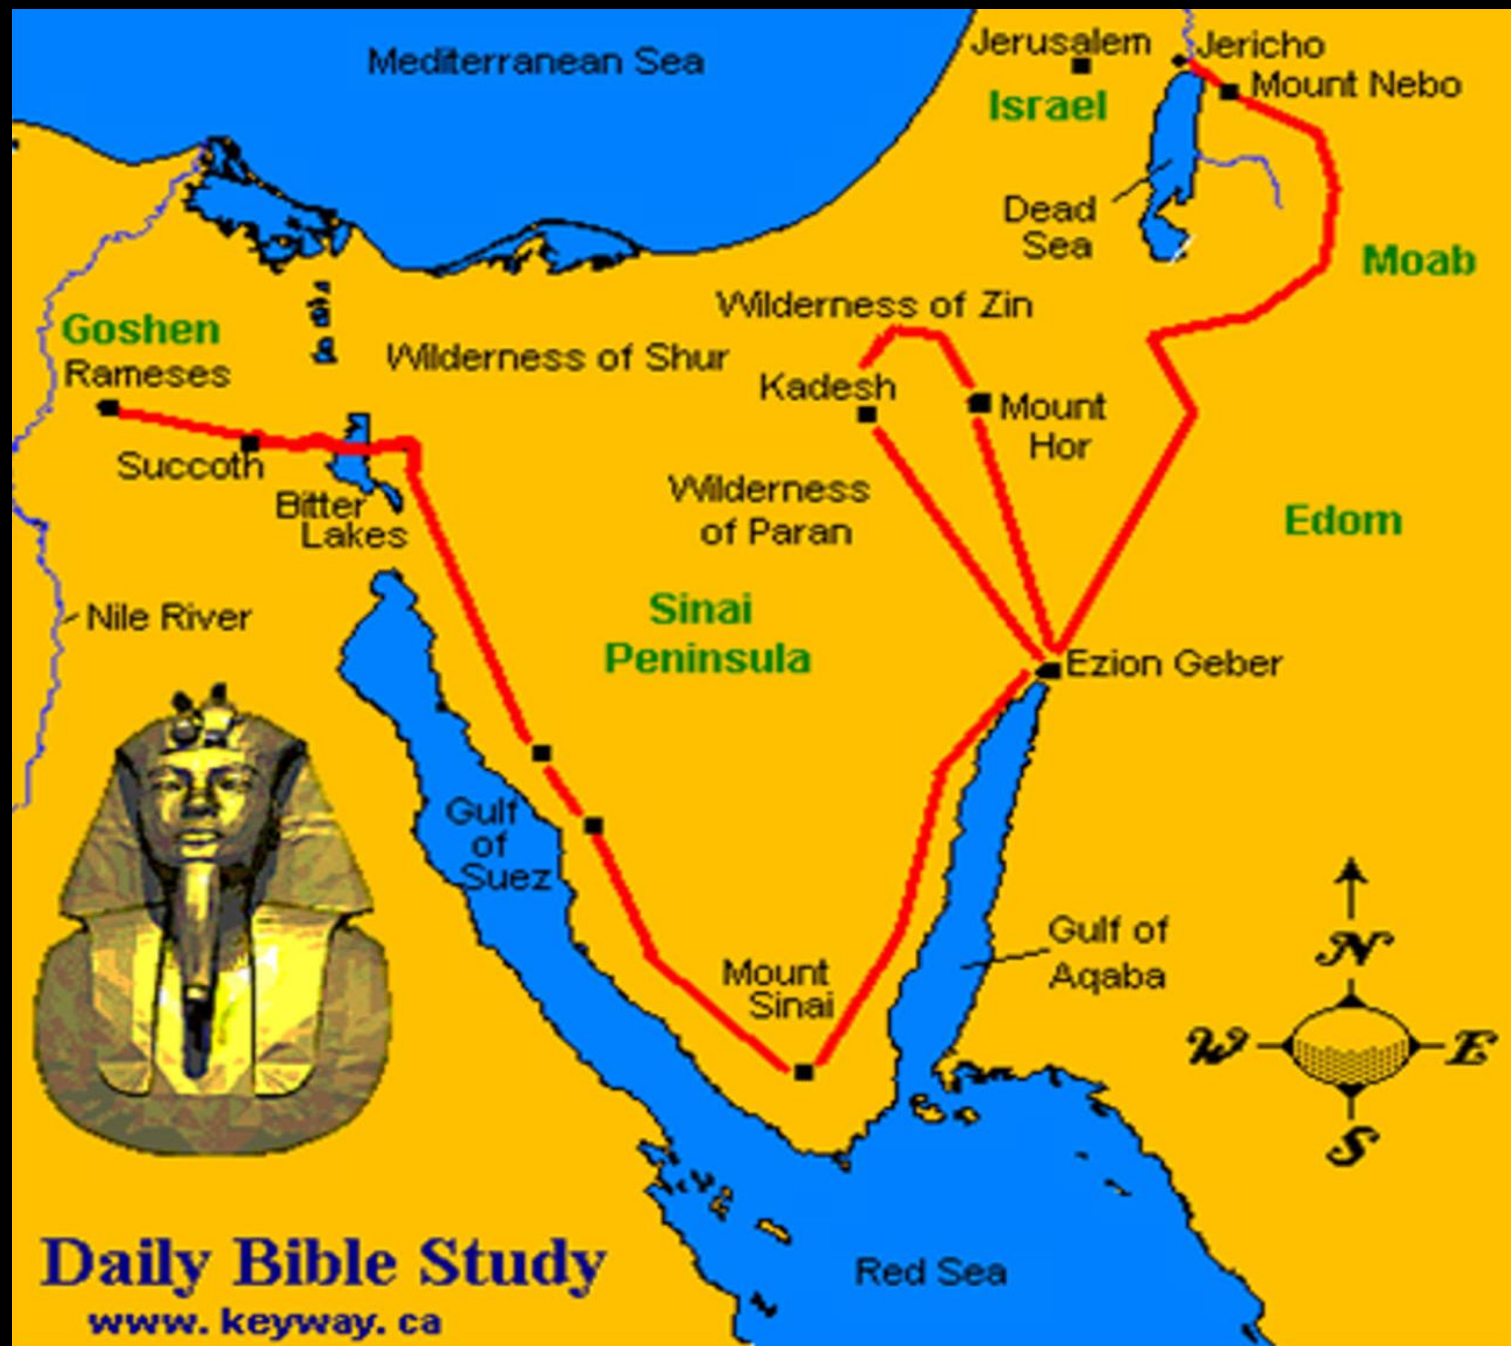 Mediterranean Sea
Jerusalem
Jericho
Mount Nebo
Israel
Dead
Sea
Moab
Wilderness of Zin
Goshen
Rameses
Wilderness of Shur
Kadesh
Mount
Hor
Succoth
Bitter
Lakes
Wilderness
of Paran
Edom
Nile River
Sinai
Peninsula
Ezion Geber
Gulf
of
Suez
Mount
Sinai
Gulf of
Aqaba
N
W
E
S
Daily Bible Study
www.keyway.ca
Red Sea